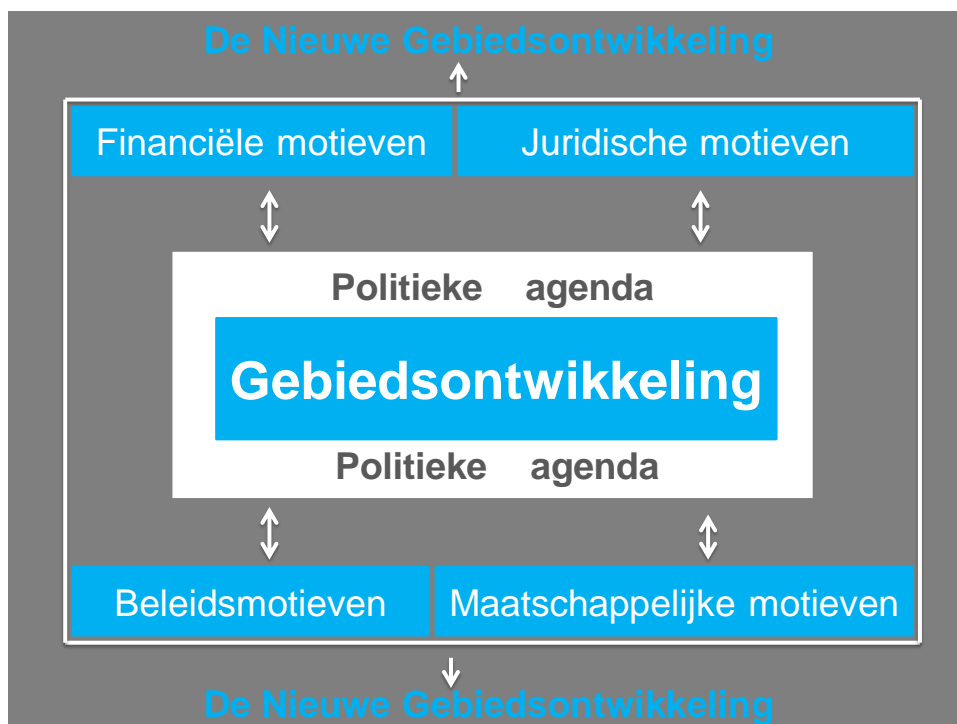 De Nieuwe Gebiedsontwikkeling
Financiële motieven
Juridische motieven
Politieke agenda
Gebiedsontwikkeling
Politieke agenda
Beleidsmotieven
Maatschappelijke motieven
De Nieuwe Gebiedsontwikkeling